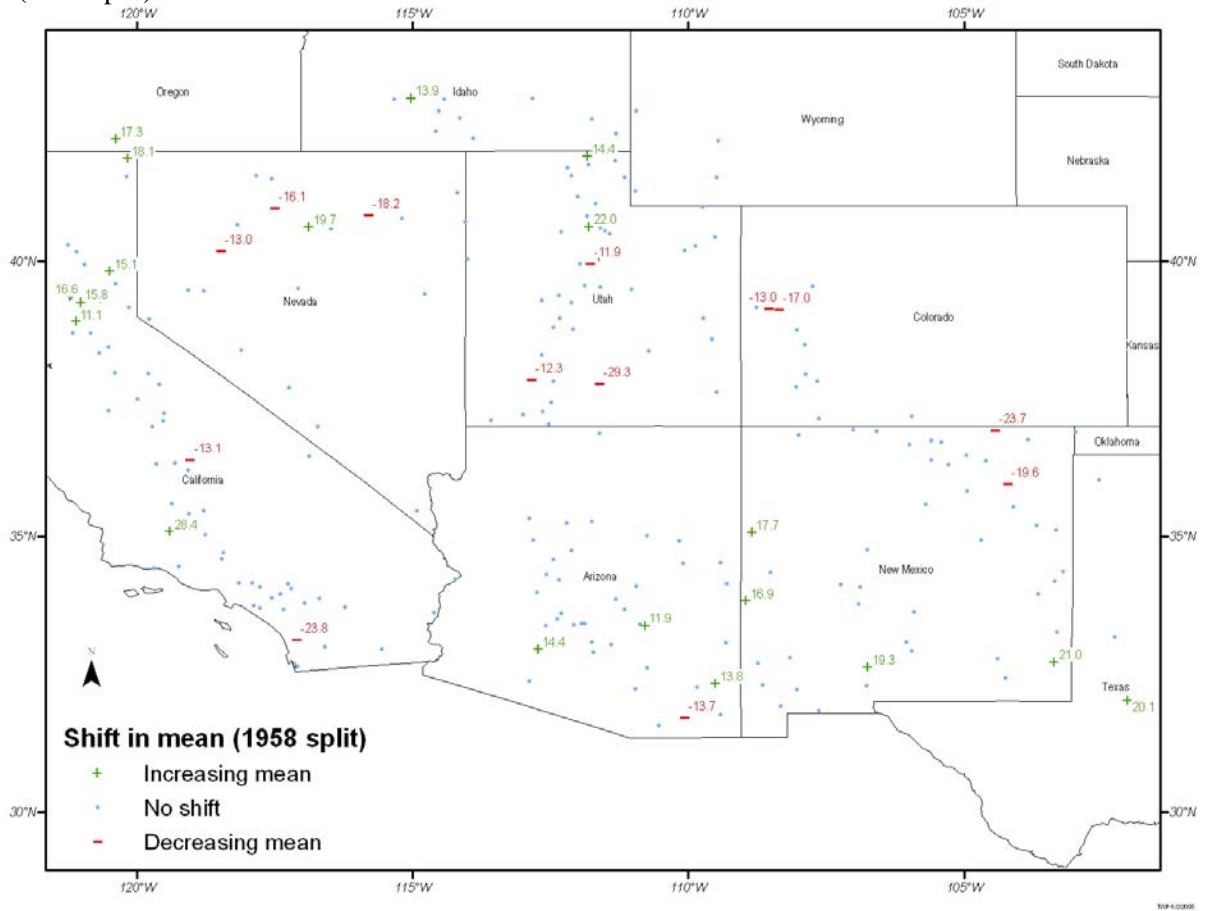 120°W 115°W 110°W 105°W
South Dakota
Oregon 13.9 Idaho
Wyoming
17.3
18.1 14.4
Nebraska
-16.1 -18.2
19.7 22.0
-13.0 -11.9
40°N 40°N
15.1
16.6 15.8
11.1
Nevada Utah
-13.0 -17.0
Colorado
Kansas
-12.3 -29.3
-23.7
Oklahoma
-13.1
California
-19.6
28.4
17.7
35°N 35°N
Arizona New Mexico
16.9
11.9
-23.8
14.4
19.3 21.0
13.8
Texas
-13.7
20.1
N
Shift in mean (1958 split)
Increasing mean
No shift
Decreasing mean
30°N 30°N
120°W 115°W 110°W 105°W